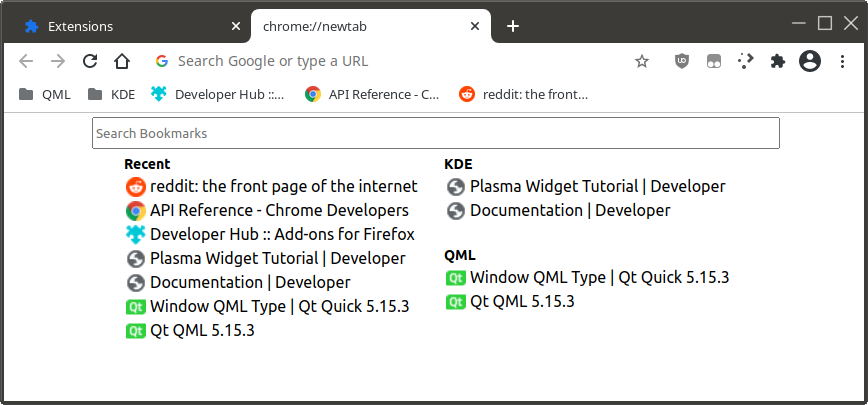 Extensions
chrome://newtab
Search Google or type a URL
QML
KDE
Developer Hub ::...
API Reference - C...
reddit: the front...
Search Bookmarks
Recent
reddit: the front page of the internet
API Reference - Chrome Developers
Developer Hub :: Add-ons for Firefox
Plasma Widget Tutorial | Developer
Documentation | Developer
Window QML Type | Qt Quick 5.15.3
Qt QML 5.15.3
KDE
Plasma Widget Tutorial | Developer
Documentation | Developer
QML
Window QML Type | Qt Quick 5.15.3
Qt QML 5.15.3